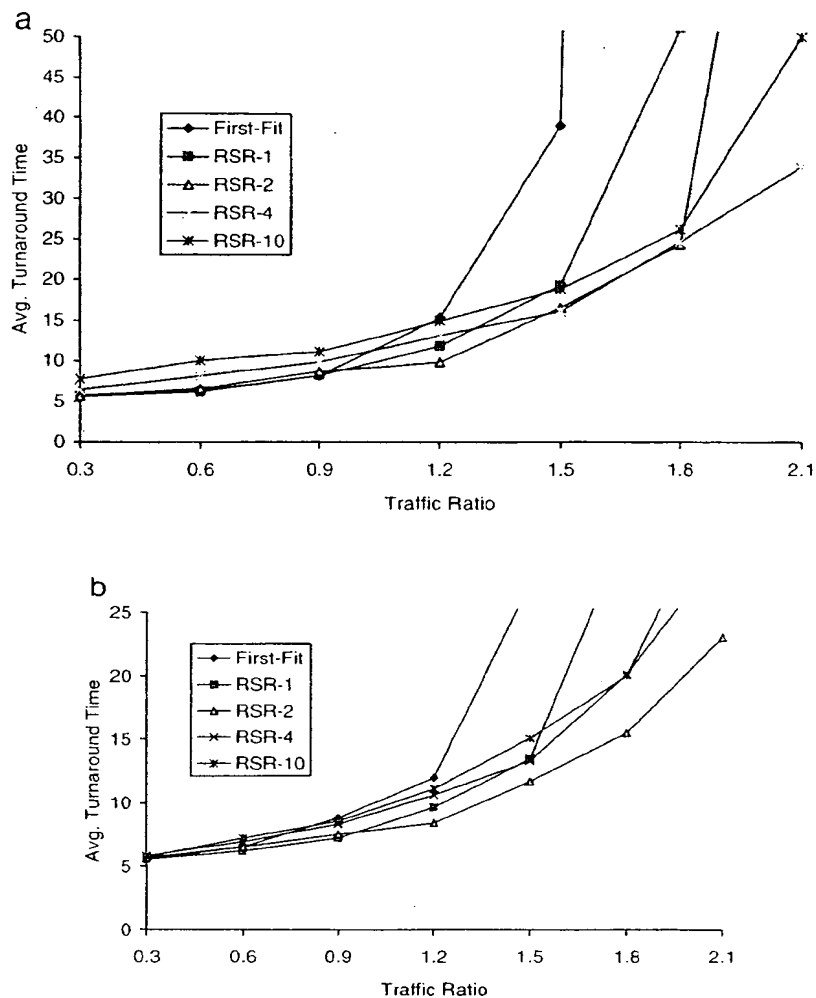 a
50
45
40
35
30
25
20
15
10
5
0
Avg. Turnaround Time
First-Fit
RSR-1
RSR-2
RSR-4
RSR-10
0.3 0.6 0.9 1.2 1.5 1.8 2.1
Traffic Ratio
b
25
20
15
10
5
0
Avg. Turnaround Time
First-Fit
RSR-1
RSR-2
RSR-4
RSR-10
0.3 0.6 0.9 1.2 1.5 1.8 2.1
Traffic Ratio